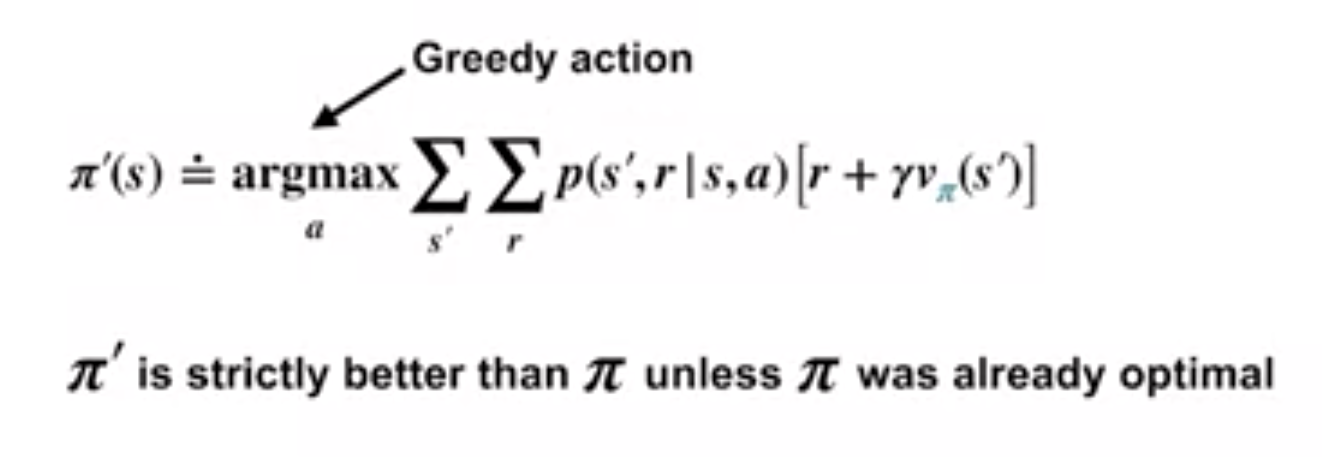 Greedy action
π′(s) ≐ argmax ∑ ∑ p(s′, r | s, a)[r + γv_π(s′)]
a s′ r
π′ is strictly better than π unless π was already optimal